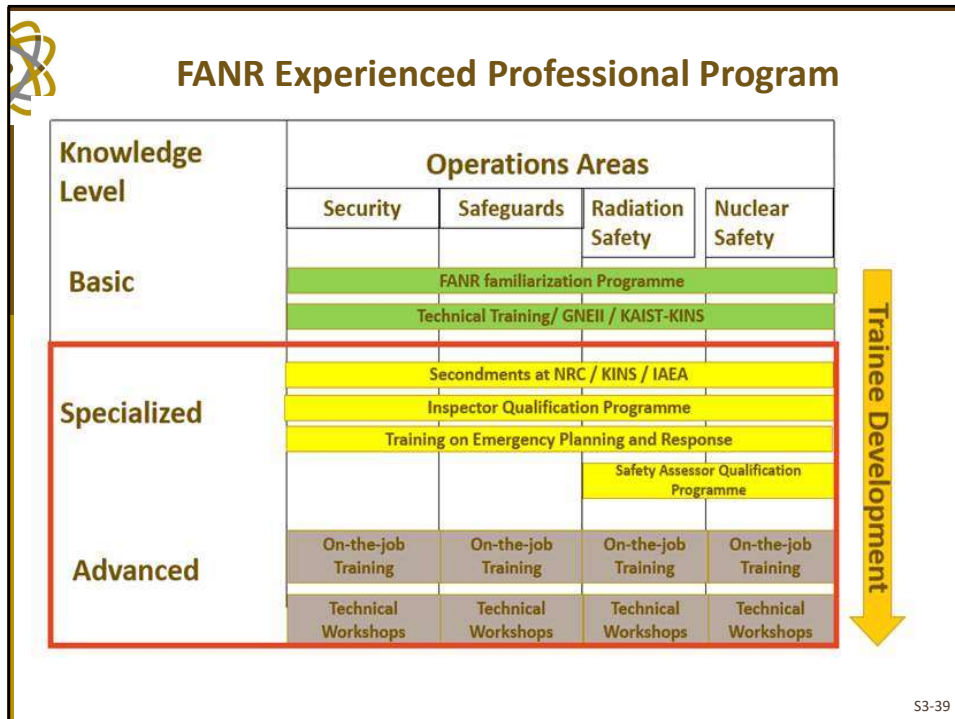 FANR Experienced Professional Program
Knowledge
Level
Operations Areas
Security
Safeguards
Radiation
Safety
Nuclear
Safety
Basic
FANR familiarization Programme
Technical Training/ GNEII / KAIST-KINS
Specialized
Secondments at NRC / KINS / IAEA
Inspector Qualification Programme
Training on Emergency Planning and Response
Safety Assessor Qualification
Programme
Advanced
On-the-job
Training
On-the-job
Training
On-the-job
Training
On-the-job
Training
Technical
Workshops
Technical
Workshops
Technical
Workshops
Technical
Workshops
Trainee Development
S3-39